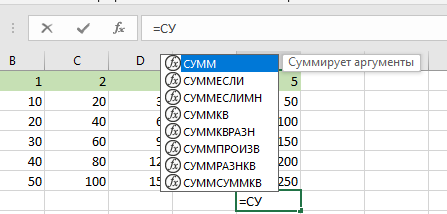 =СУ
B C D
СУММ
Суммирует аргументы
СУММЕСЛИ
СУММЕСЛИМН
СУММКВ
СУММКВРАЗН
СУММПРОИЗВ
СУММРАЗНКВ
СУММСУММКВ
1 2 5
10 20 3 50
20 40 6 100
30 60 9 150
40 80 12 200
50 100 15 250
=СУ